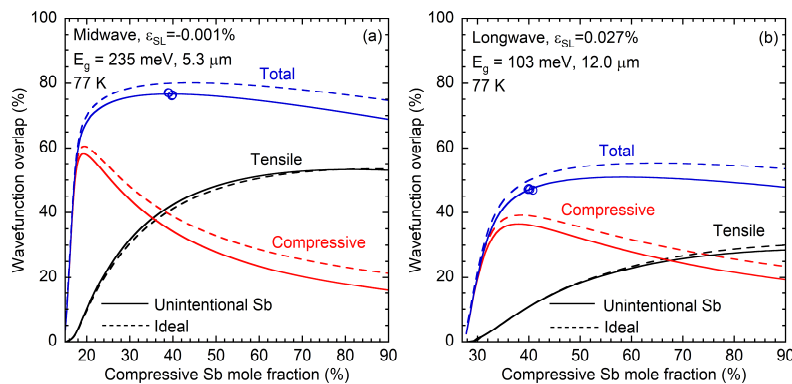 Midwave, ε_SL=-0.001% (a)
E_g = 235 meV, 5.3 μm
77 K
Total
Tensile
Compressive
Unintentional Sb
Ideal
Wavefunction overlap (%)
100
80
60
40
20
0
20 30 40 50 60 70 80 90
Compressive Sb mole fraction (%)
Longwave, ε_SL=0.027% (b)
E_g = 103 meV, 12.0 μm
77 K
Total
Compressive
Tensile
Unintentional Sb
Ideal
Wavefunction overlap (%)
100
80
60
40
20
0
30 40 50 60 70 80 90
Compressive Sb mole fraction (%)